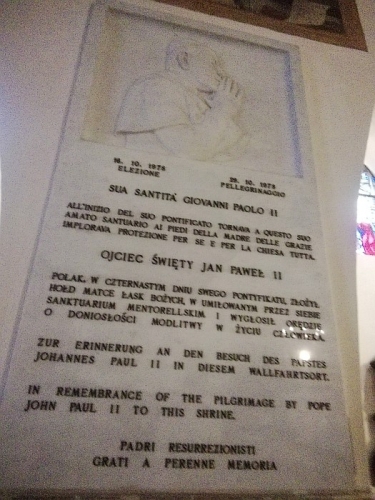 16. 10. 1978
ELEZIONE
29. 10. 1978
PELLEGRINAGGIO
SUA SANTITA' GIOVANNI PAOLO II
ALL'INIZIO DEL SUO PONTIFICATO TORNAVA A QUESTO SUO
AMATO SANTUARIO AI PIEDI DELLA MADRE DELLE GRAZIE
IMPLORAVA PROTEZIONE PER SE E PER LA CHIESA TUTTA.
OJCIEC ŚWIĘTY JAN PAWEŁ II
POLAK, W CZTERNASTYM DNIU SWEGO PONTYFIKATU, ZŁOŻYŁ
HOŁD MATCE ŁASK BOŻYCH, W UMIŁOWANYM PRZEZ SIEBIE
SANKTUARIUM MENTORELLSKIM I WYGŁOSIŁ ORĘDZIE
O DONIOSŁOŚCI MODLITWY W ŻYCIU CZŁOWIEKA.
ZUR ERINNERUNG AN DEN BESUCH DES PAPSTES
JOHANNES PAUL II IN DIESEM WALLFAHRTSORT.
IN REMEMBRANCE OF THE PILGRIMAGE BY POPE
JOHN PAUL II TO THIS SHRINE.
PADRI RESURREZIONISTI
GRATI A PERENNE MEMORIA